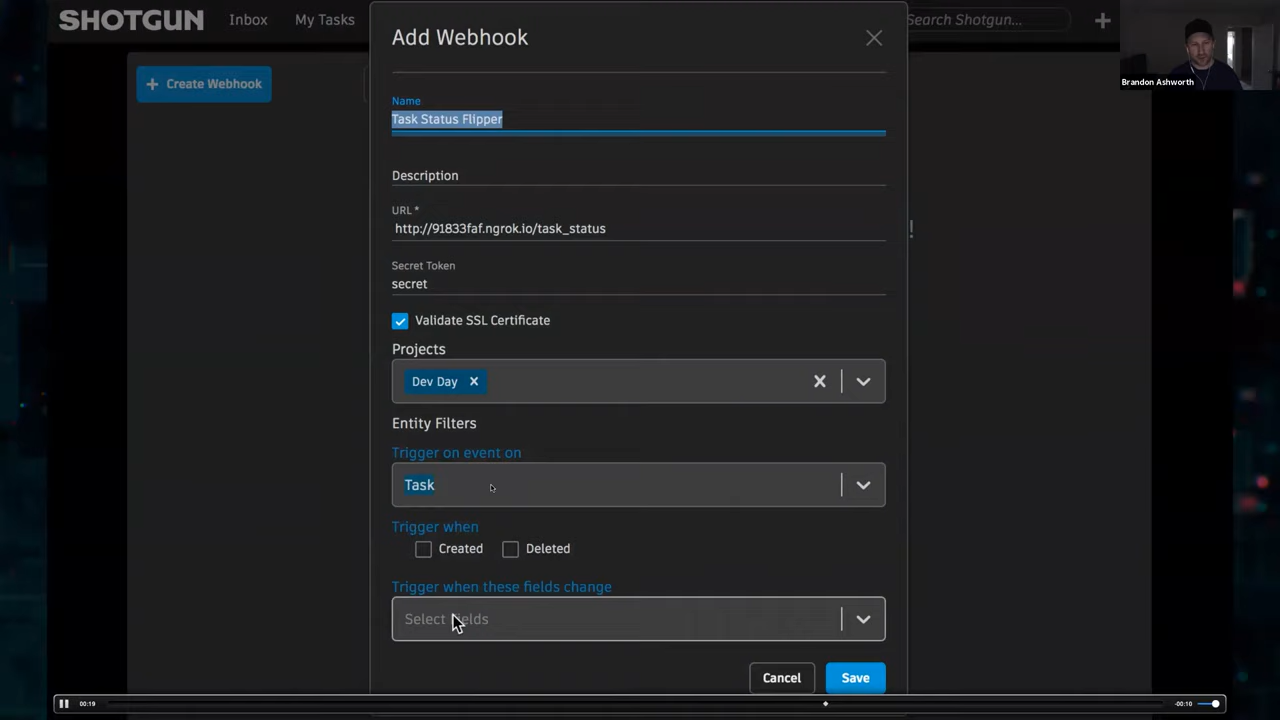 SHOTGUN Inbox My Tasks Search Shotgun...
Brandon Ashworth
Create Webhook
Add Webhook
Name
Task Status Flipper
Description
URL *
http://91833faf.ngrok.io/task_status
!
Secret Token
secret
Validate SSL Certificate
Projects
Dev Day
Entity Filters
Trigger on event on
Task
Trigger when
Created Deleted
Trigger when these fields change
Select Fields
Cancel Save
00:19 -00:10